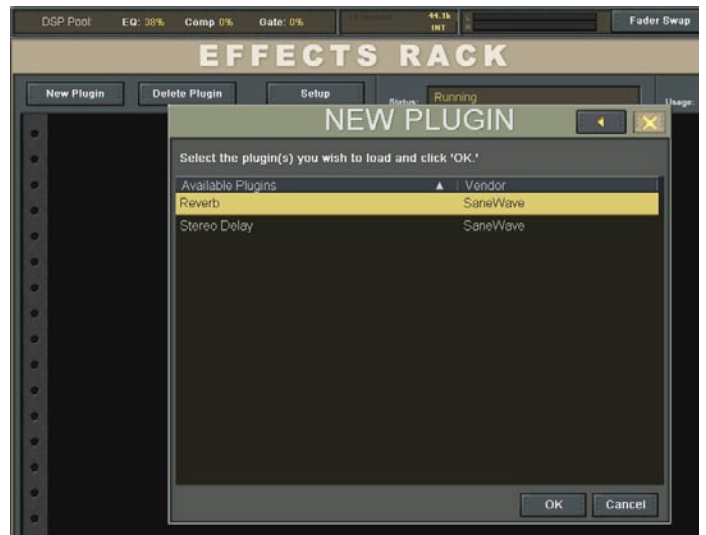 DSP Pool: EQ: 38% Comp 0% Gate: 0% 44.1k INT L R Fader Swap
EFFECTS RACK
New Plugin Delete Plugin Setup Status: Running Usage:
NEW PLUGIN
Select the plugin(s) you wish to load and click 'OK.'
Available Plugins Vendor
Reverb SaneWave
Stereo Delay SaneWave
OK Cancel